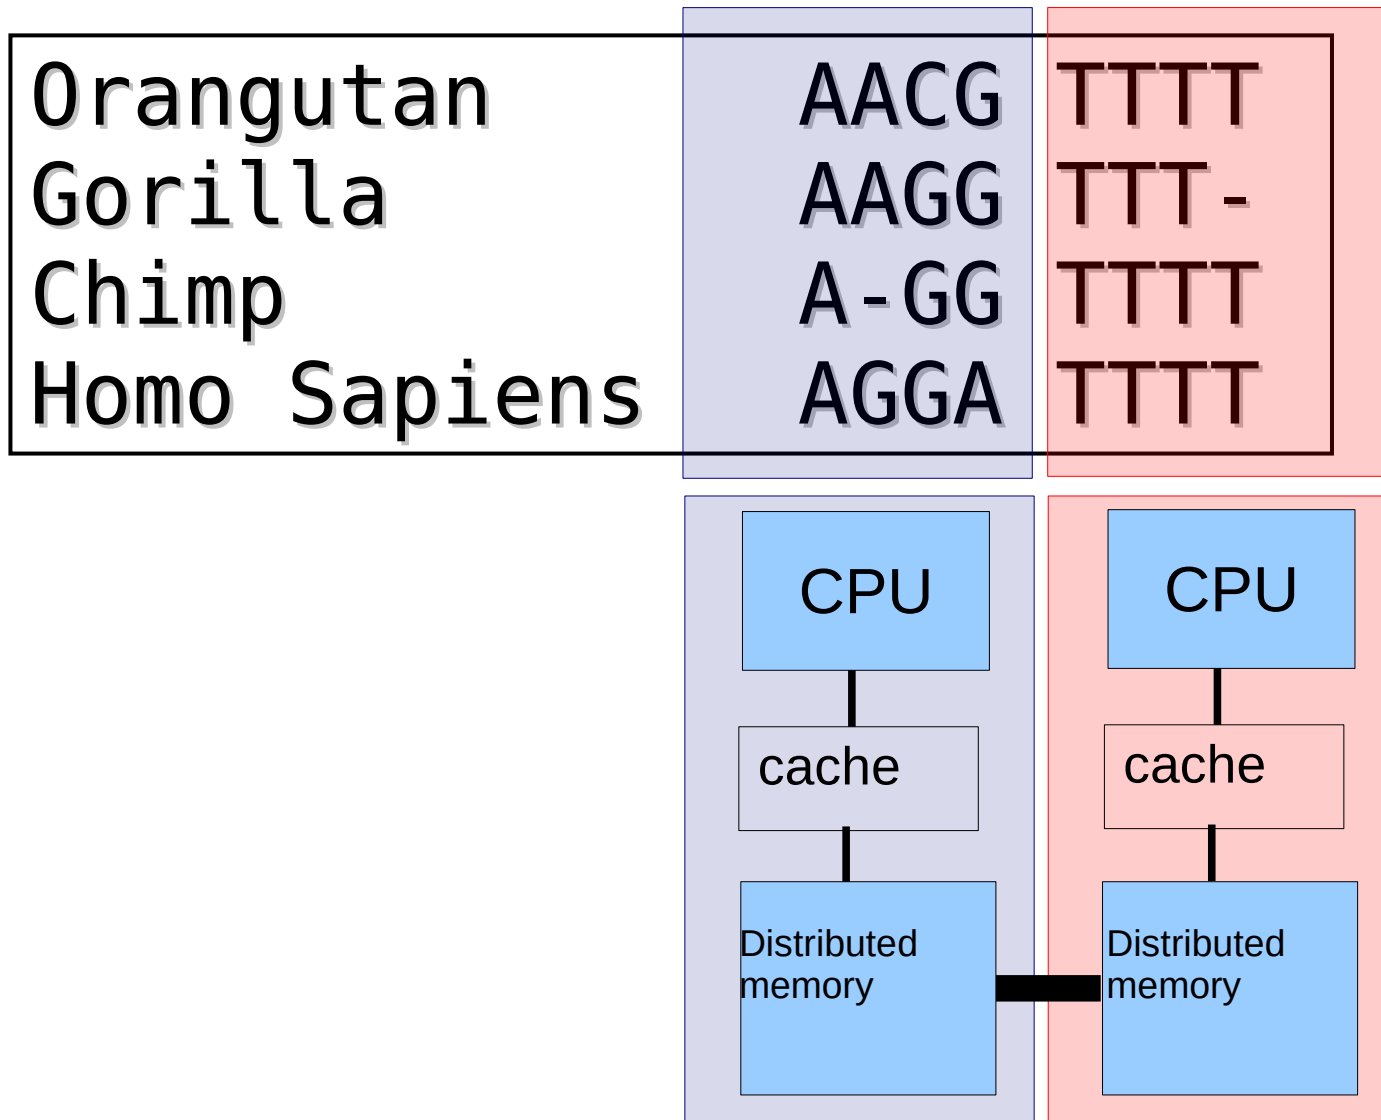 Orangutan AACG TTTT
Gorilla AAGG TTT-
Chimp A-GG TTTT
Homo Sapiens AGGA TTTT
CPU CPU
cache cache
Distributed Distributed
memory memory